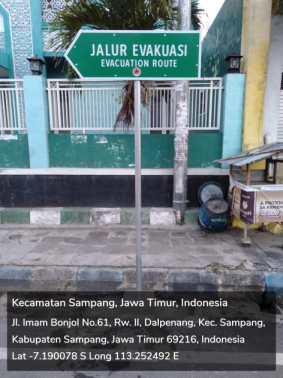 JALUR EVAKUASI
EVACUATION ROUTE
Kecamatan Sampang, Jawa Timur, Indonesia
Jl. Imam Bonjol No.61, Rw. II, Dalpenang, Kec. Sampang,
Kabupaten Sampang, Jawa Timur 69216, Indonesia
Lat -7.190078 S Long 113.252492 E